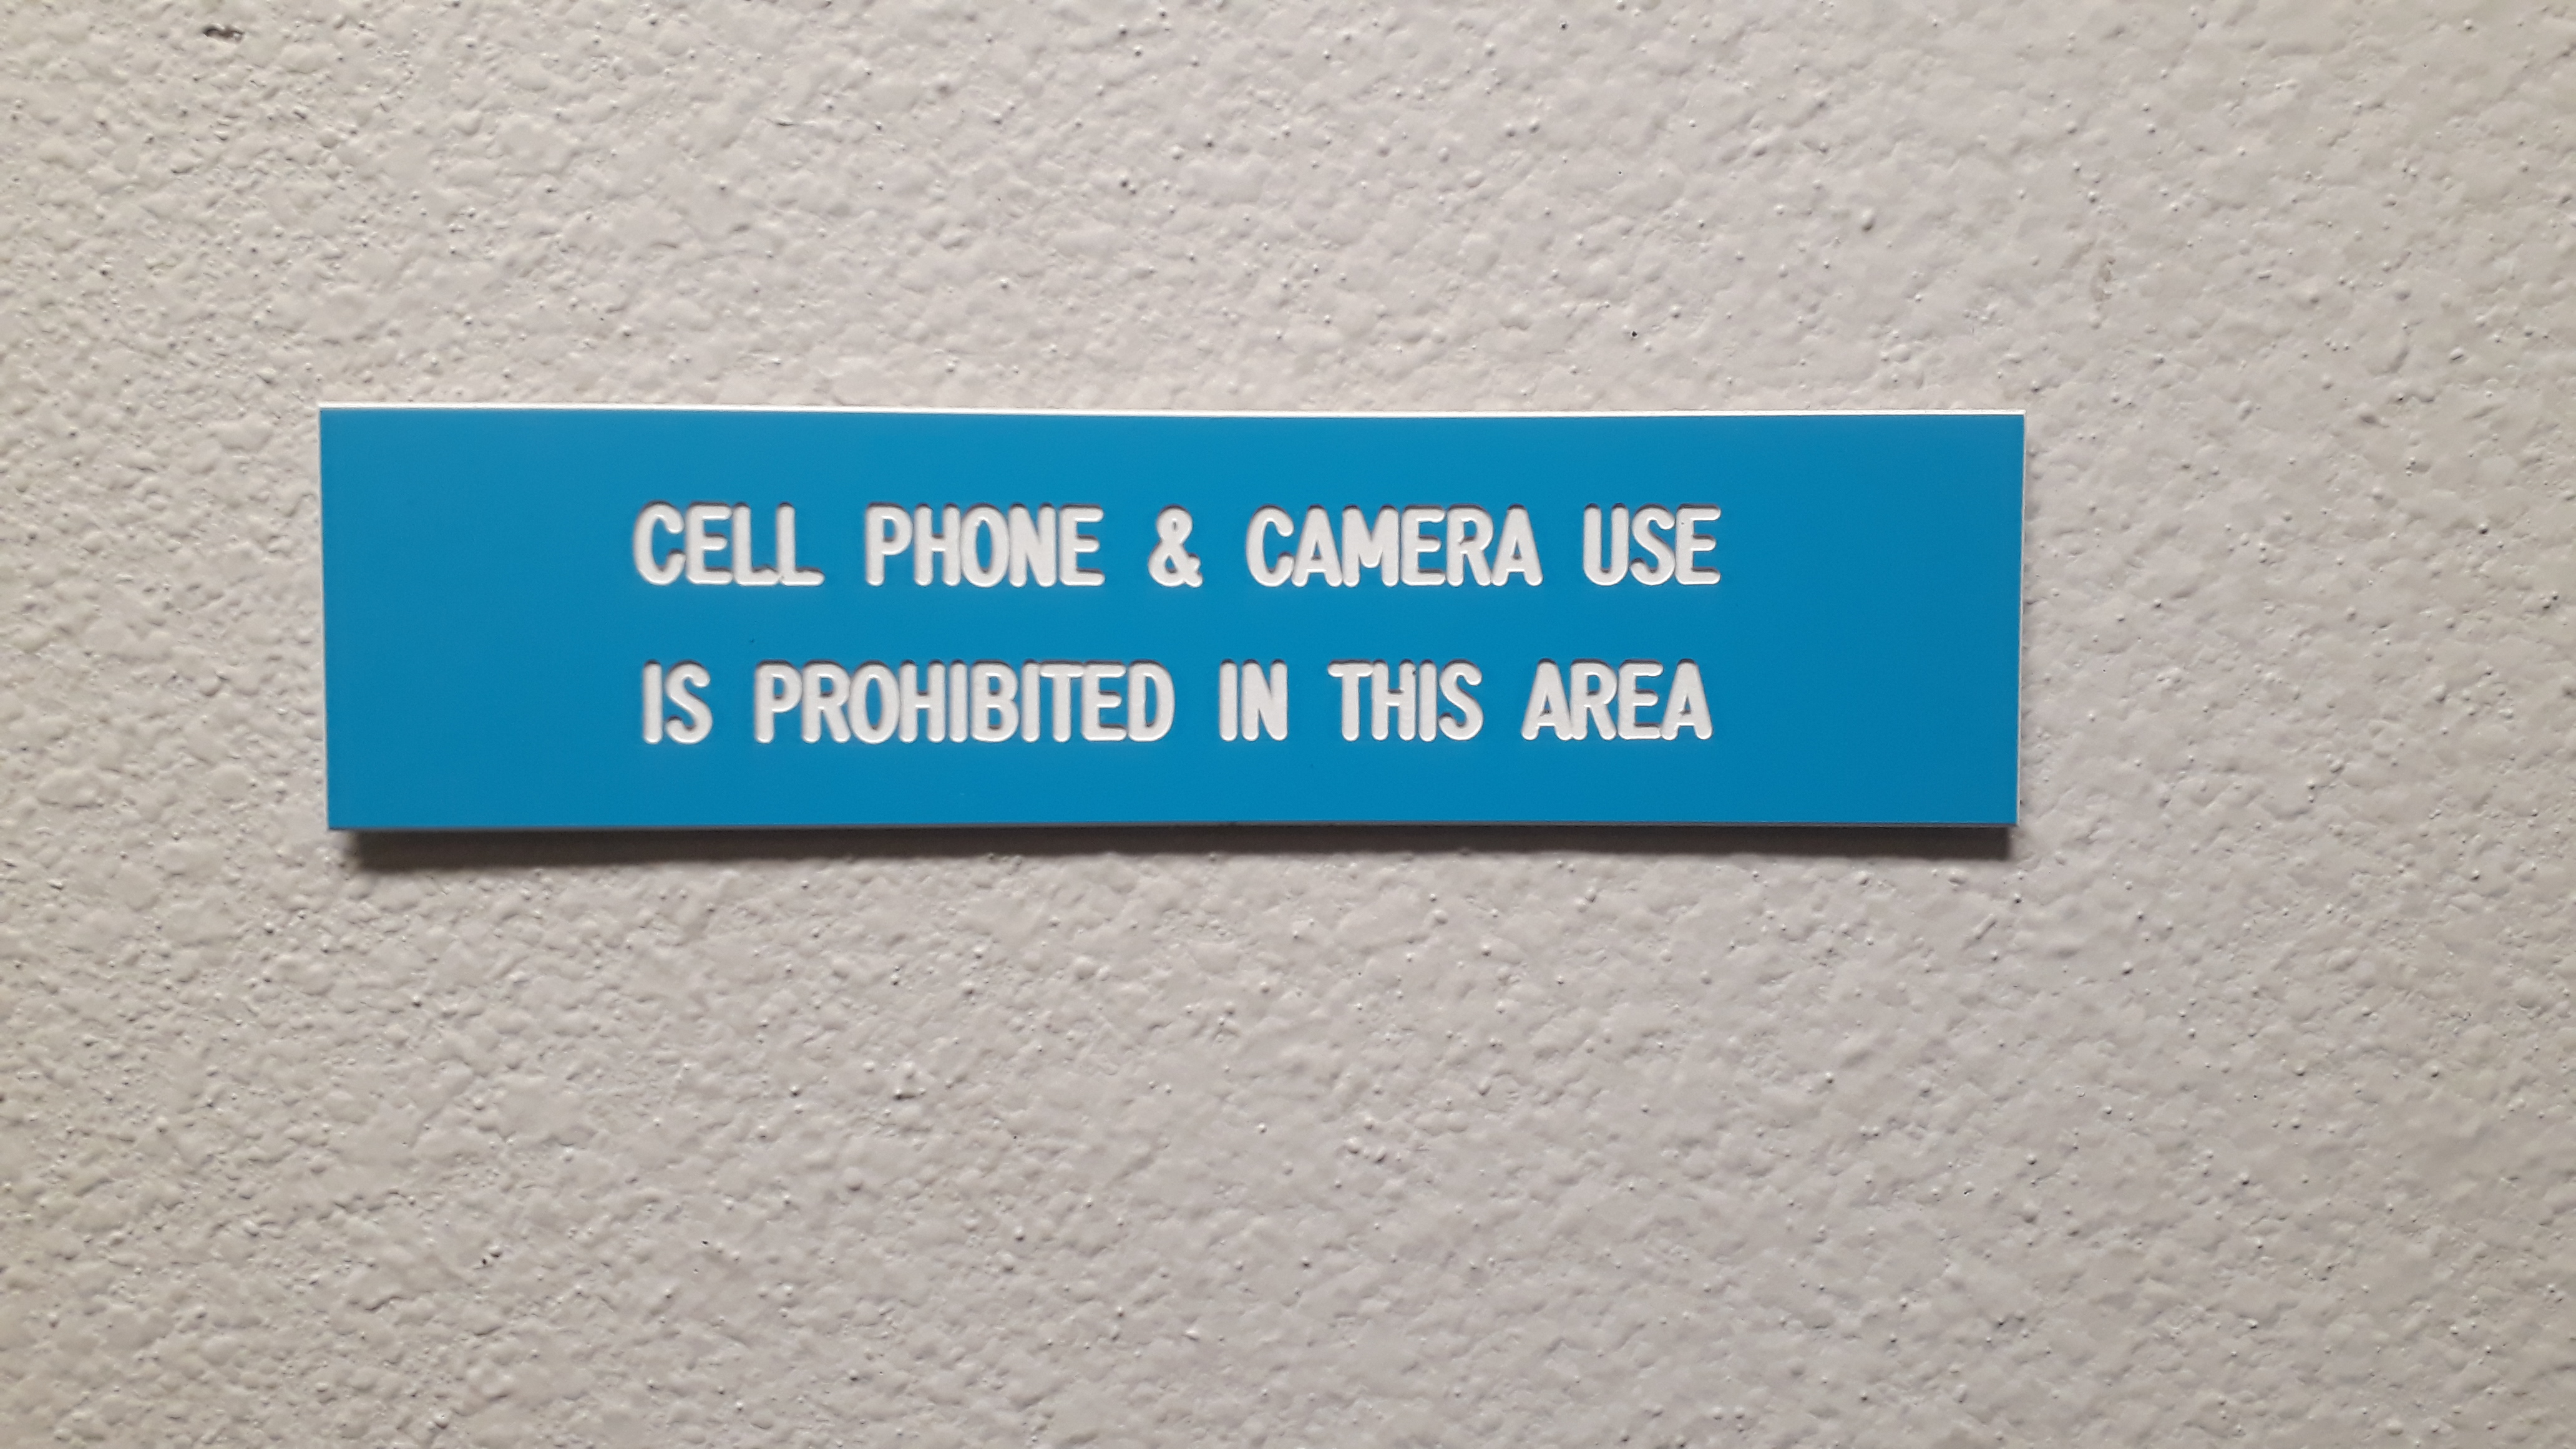 CELL PHONE & CAMERA USE
IS PROHIBITED IN THIS AREA